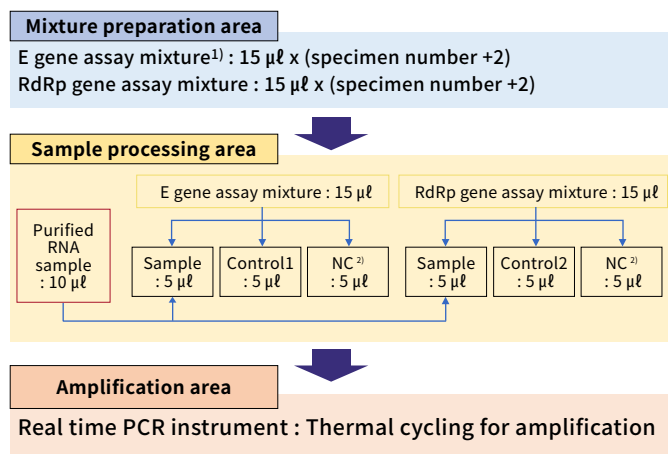 Mixture preparation area
E gene assay mixture1) : 15 μℓ x (specimen number +2)
RdRp gene assay mixture : 15 μℓ x (specimen number +2)
Sample processing area
E gene assay mixture : 15 μℓ
RdRp gene assay mixture : 15 μℓ
Purified
RNA
sample
: 10 μℓ
Sample
: 5 μℓ
Control1
: 5 μℓ
NC 2)
: 5 μℓ
Sample
: 5 μℓ
Control2
: 5 μℓ
NC 2)
: 5 μℓ
Amplification area
Real time PCR instrument : Thermal cycling for amplification